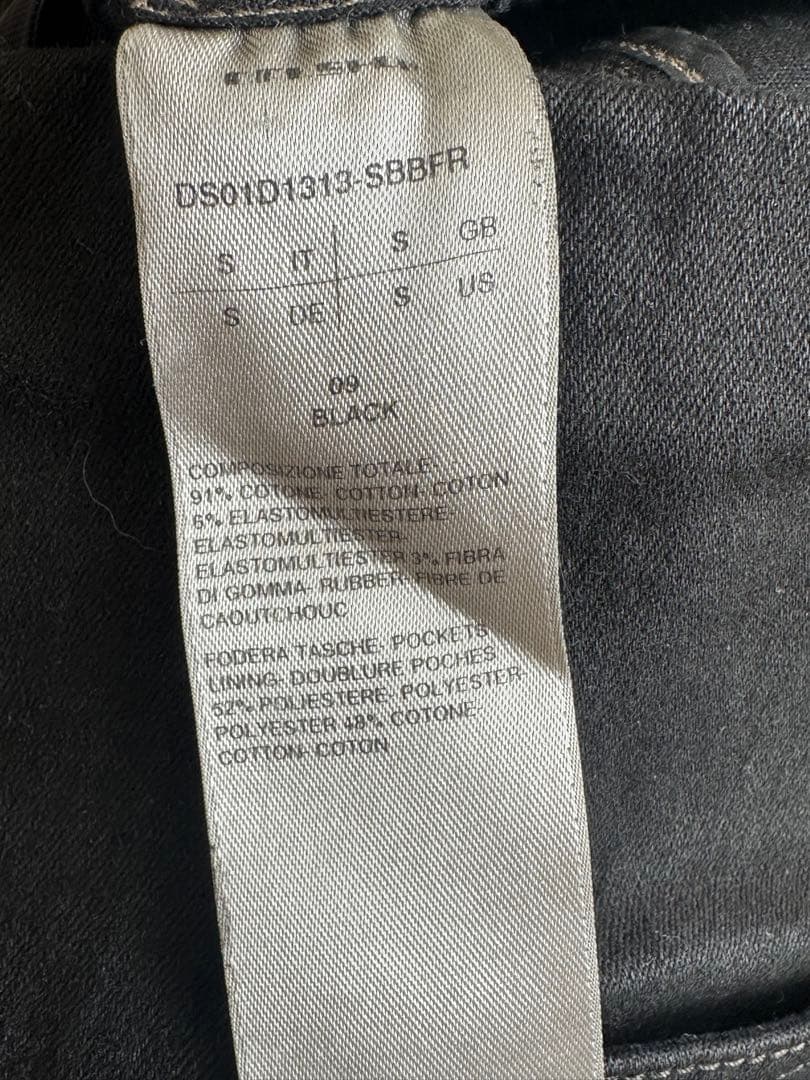 DS01D1313-SBBFR
S IT S GB
S DE S US
09
BLACK
COMPOSIZIONE TOTALE-
91% COTONE- COTTON- COTON
6% ELASTOMULTIESTERE-
ELASTOMULTIESTER-
ELASTOMULTIESTER 3% FIBRA
DI GOMMA- RUBBER- FIBRE DE
CAOUTCHOUC
FODERA TASCHE- POCKETS
LINING- DOUBLURE POCHES
52% POLIESTERE- POLYESTER-
POLYESTER 48% COTONE-
COTTON- COTON